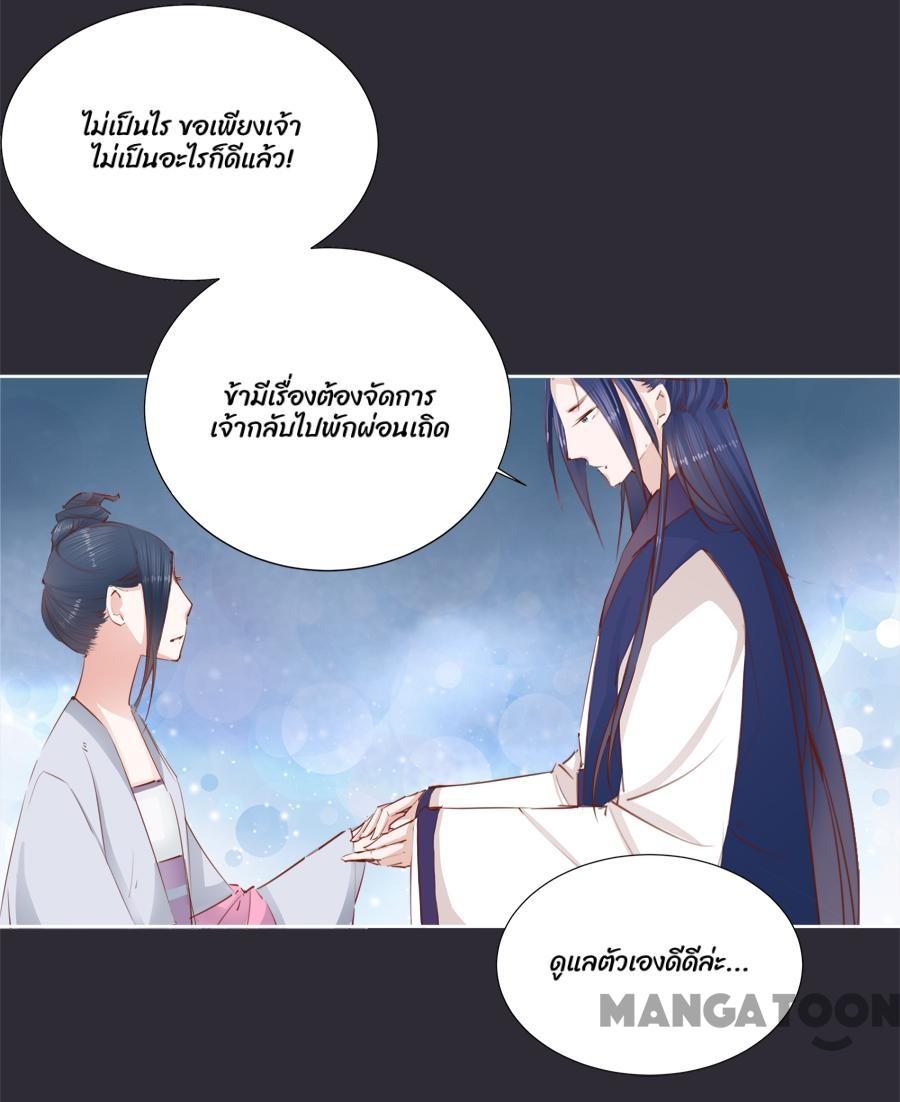 ไม่เป็นไร ขอเพียงเจ้า
ไม่เป็นอะไรก็ดีแล้ว!
ข้ามีเรื่องต้องจัดการ
เจ้ากลับไปพักผ่อนเถิด
ดูแลตัวเองดีดีล่ะ...
MANGATOON